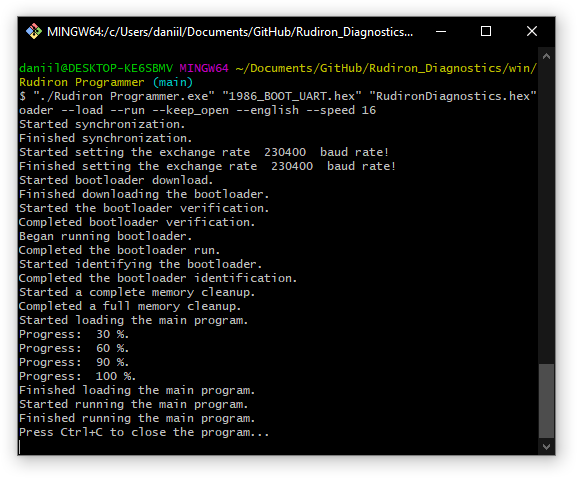 MINGW64:/c/Users/daniil/Documents/GitHub/Rudiron_Diagnostics...
daniil@DESKTOP-KE6SBMV MINGW64 ~/Documents/GitHub/Rudiron_Diagnostics/win/
Rudiron Programmer (main)
$ "./Rudiron Programmer.exe" "1986_BOOT_UART.hex" "RudironDiagnostics.hex"
oader --load --run --keep_open --english --speed 16
Started synchronization.
Finished synchronization.
Started setting the exchange rate  230400  baud rate!
Finished setting the exchange rate  230400  baud rate!
Started bootloader download.
Finished downloading the bootloader.
Started the bootloader verification.
Completed bootloader verification.
Began running bootloader.
Completed the bootloader run.
Started identifying the bootloader.
Completed the bootloader identification.
Started a complete memory cleanup.
Completed a full memory cleanup.
Started loading the main program.
Progress:  30 %.
Progress:  60 %.
Progress:  90 %.
Progress:  100 %.
Finished loading the main program.
Started running the main program.
Finished running the main program.
Press Ctrl+C to close the program...